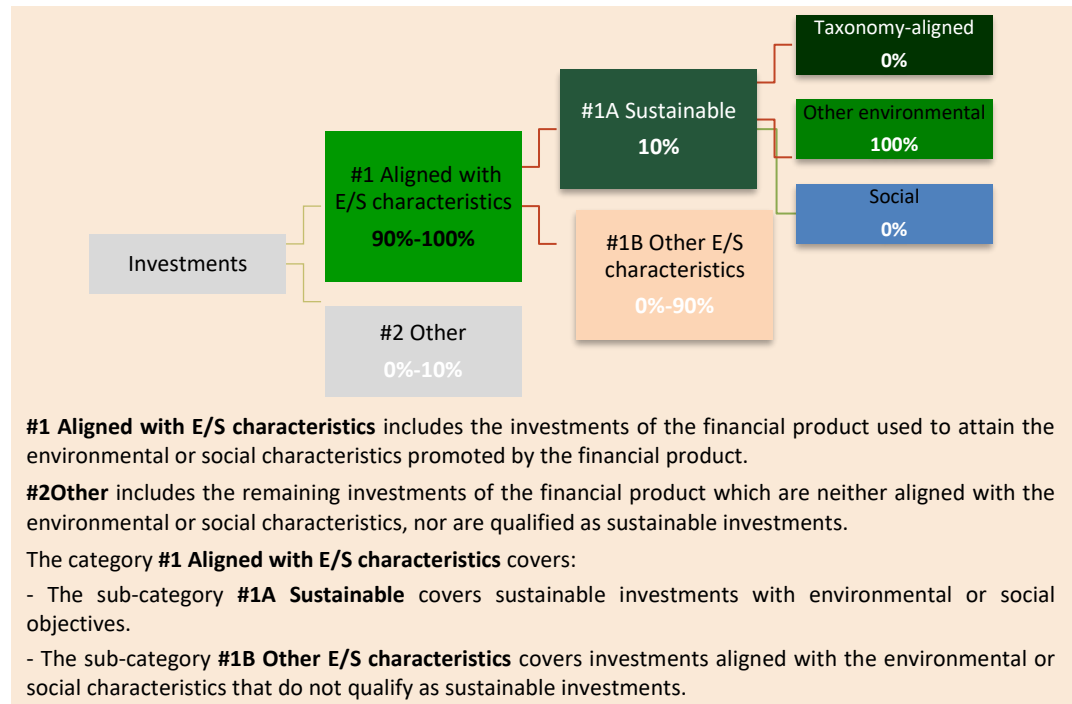 Taxonomy-aligned
0%
#1A Sustainable
10%
Other environmental
100%
#1 Aligned with
E/S characteristics
90%-100%
Social
0%
#1B Other E/S
characteristics
0%-90%
Investments
#2 Other
0%-10%
#1 Aligned with E/S characteristics includes the investments of the financial product used to attain the
environmental or social characteristics promoted by the financial product.
#2Other includes the remaining investments of the financial product which are neither aligned with the
environmental or social characteristics, nor are qualified as sustainable investments.
The category #1 Aligned with E/S characteristics covers:
- The sub-category #1A Sustainable covers sustainable investments with environmental or social
objectives.
- The sub-category #1B Other E/S characteristics covers investments aligned with the environmental or
social characteristics that do not qualify as sustainable investments.